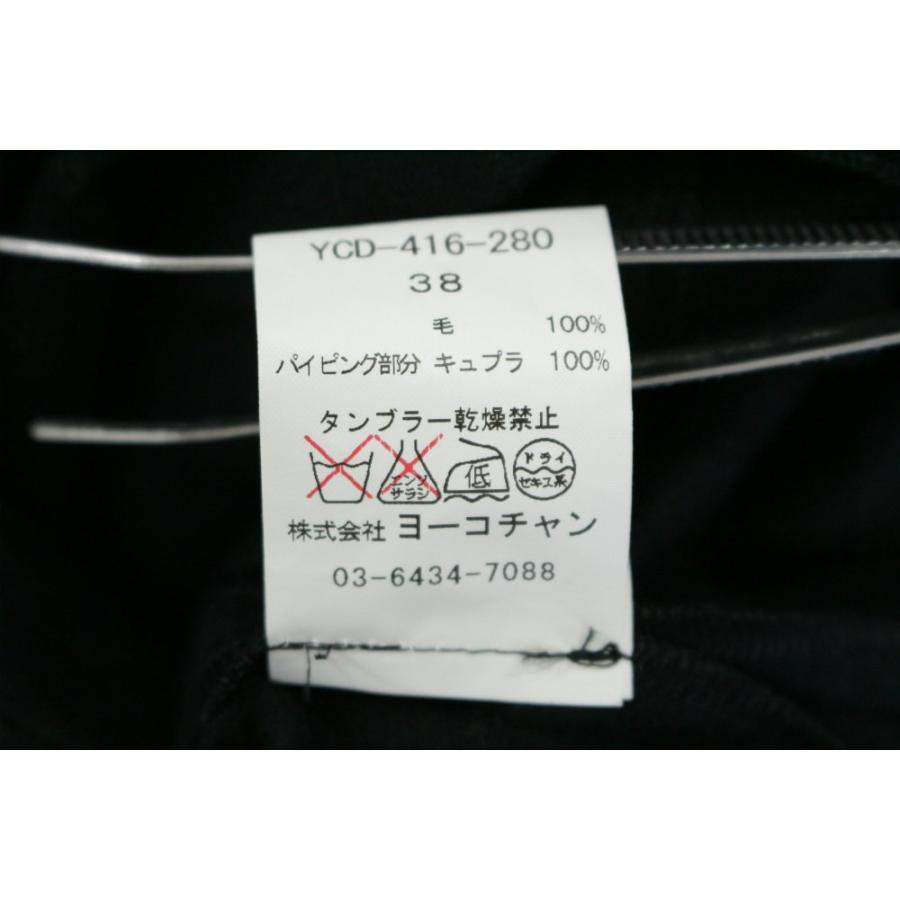 YCD-416-280
38
毛 100%
パイピング部分 キュプラ 100%
タンブラー乾燥禁止
エンソ サラシ 低 ドライ セキユ系
株式会社 ヨーコチャン
03-6434-7088